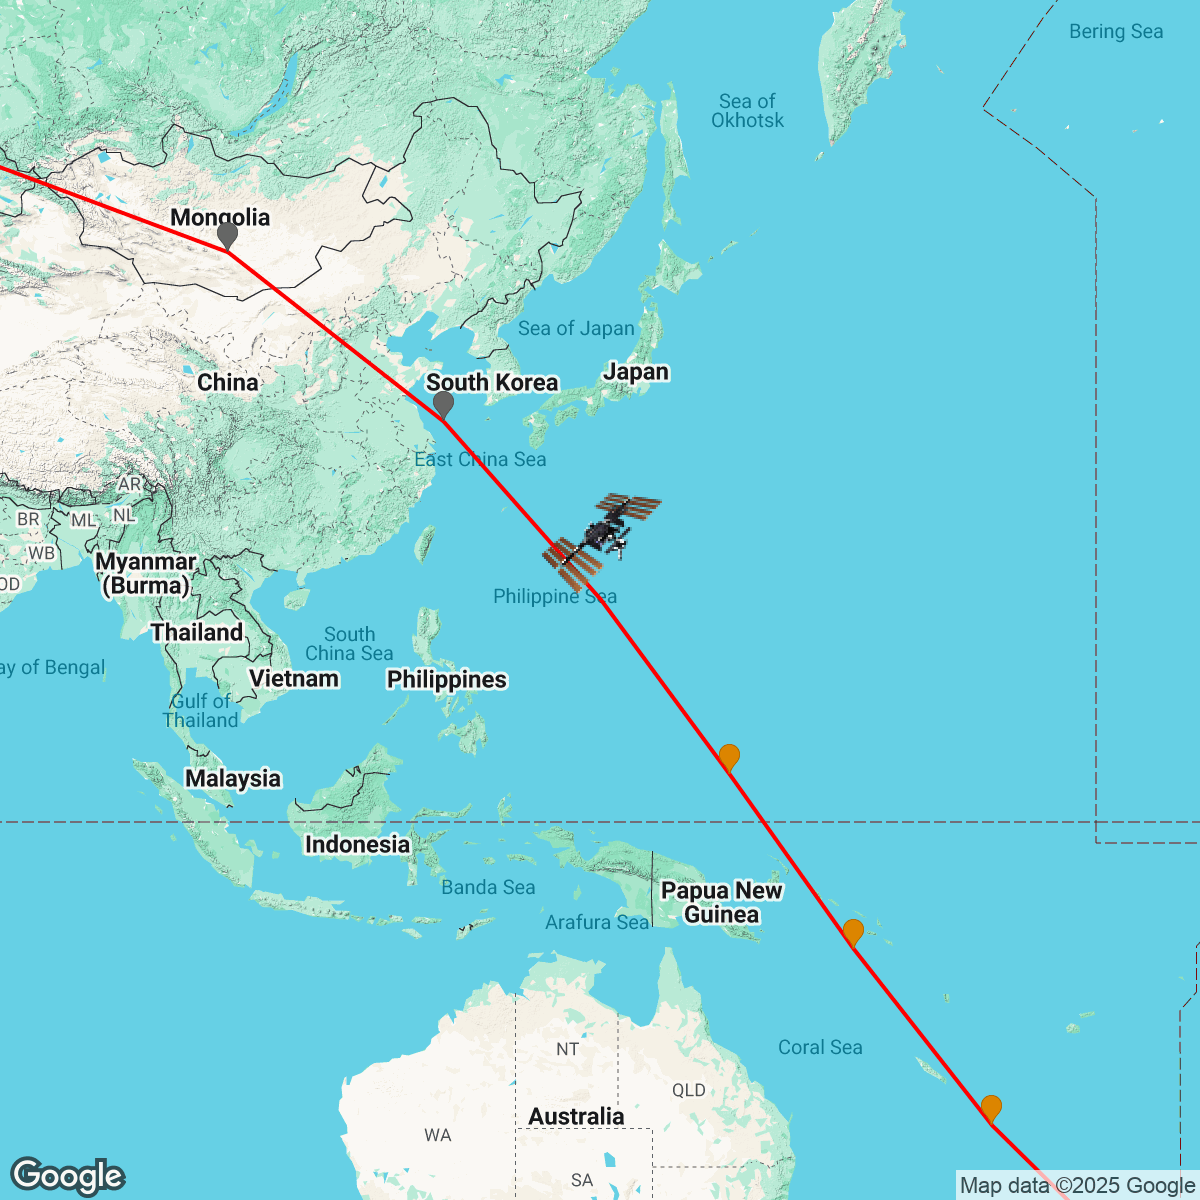 Bering Sea
Sea of
Okhotsk
Mongolia
Sea of Japan
Japan
China
South Korea
East China Sea
AR
BR
ML
NL
WB
OD
Myanmar
(Burma)
Philippine Sea
Thailand
South
China Sea
ay of Bengal
Vietnam
Philippines
Gulf of
Thailand
Malaysia
Indonesia
Banda Sea
Papua New
Guinea
Arafura Sea
NT
Coral Sea
QLD
Australia
WA
SA
Google
Map data ©2025 Google